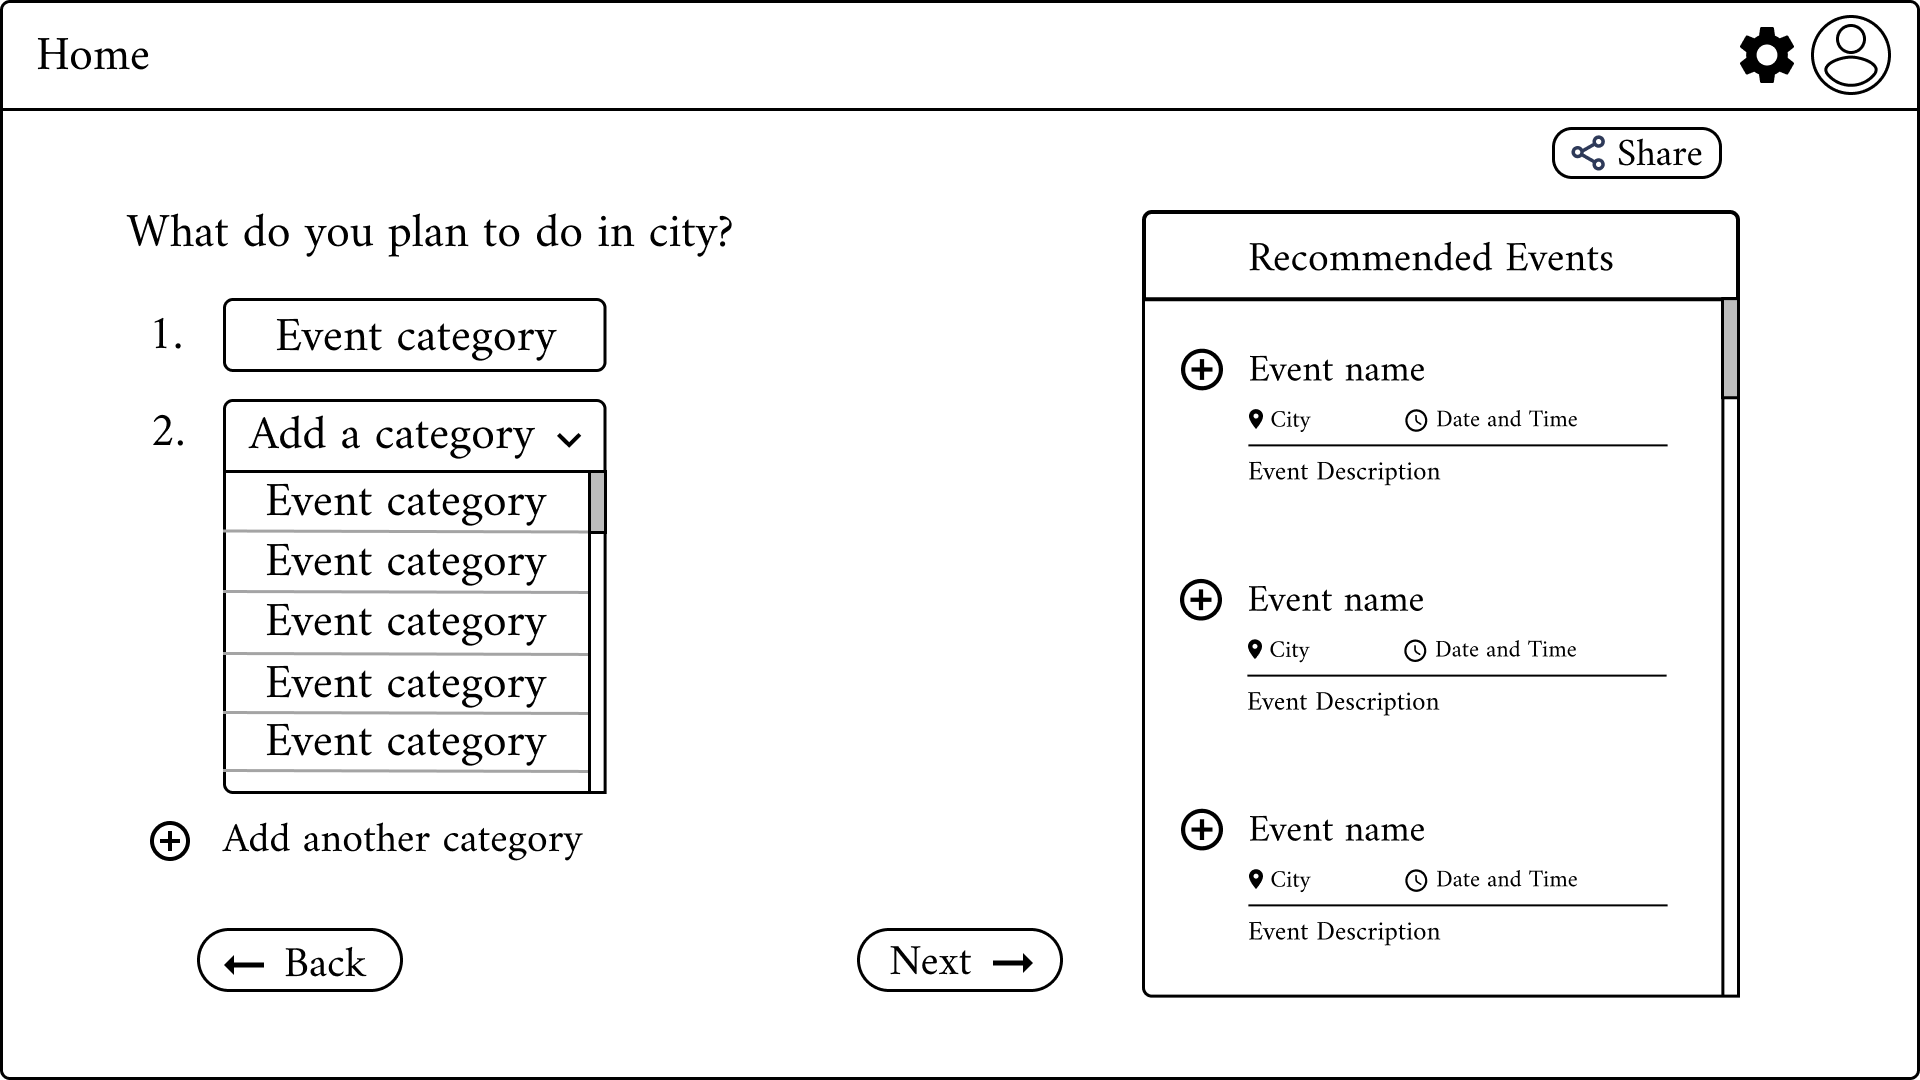 Home
Share
What do you plan to do in city?
1. Event category
2. Add a category
Event category
Event category
Event category
Event category
Event category
Add another category
Back
Next
Recommended Events
Event name
City Date and Time
Event Description
Event name
City Date and Time
Event Description
Event name
City Date and Time
Event Description